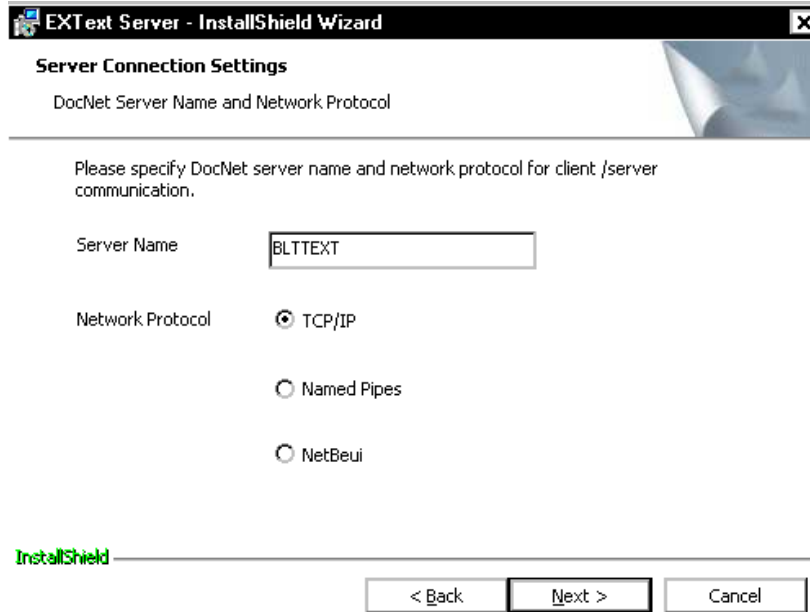 EXText Server - InstallShield Wizard
Server Connection Settings
DocNet Server Name and Network Protocol
Please specify DocNet server name and network protocol for client /server
communication.
Server Name
BLTTEXT
Network Protocol
TCP/IP
Named Pipes
NetBeui
InstallShield
< Back
Next >
Cancel